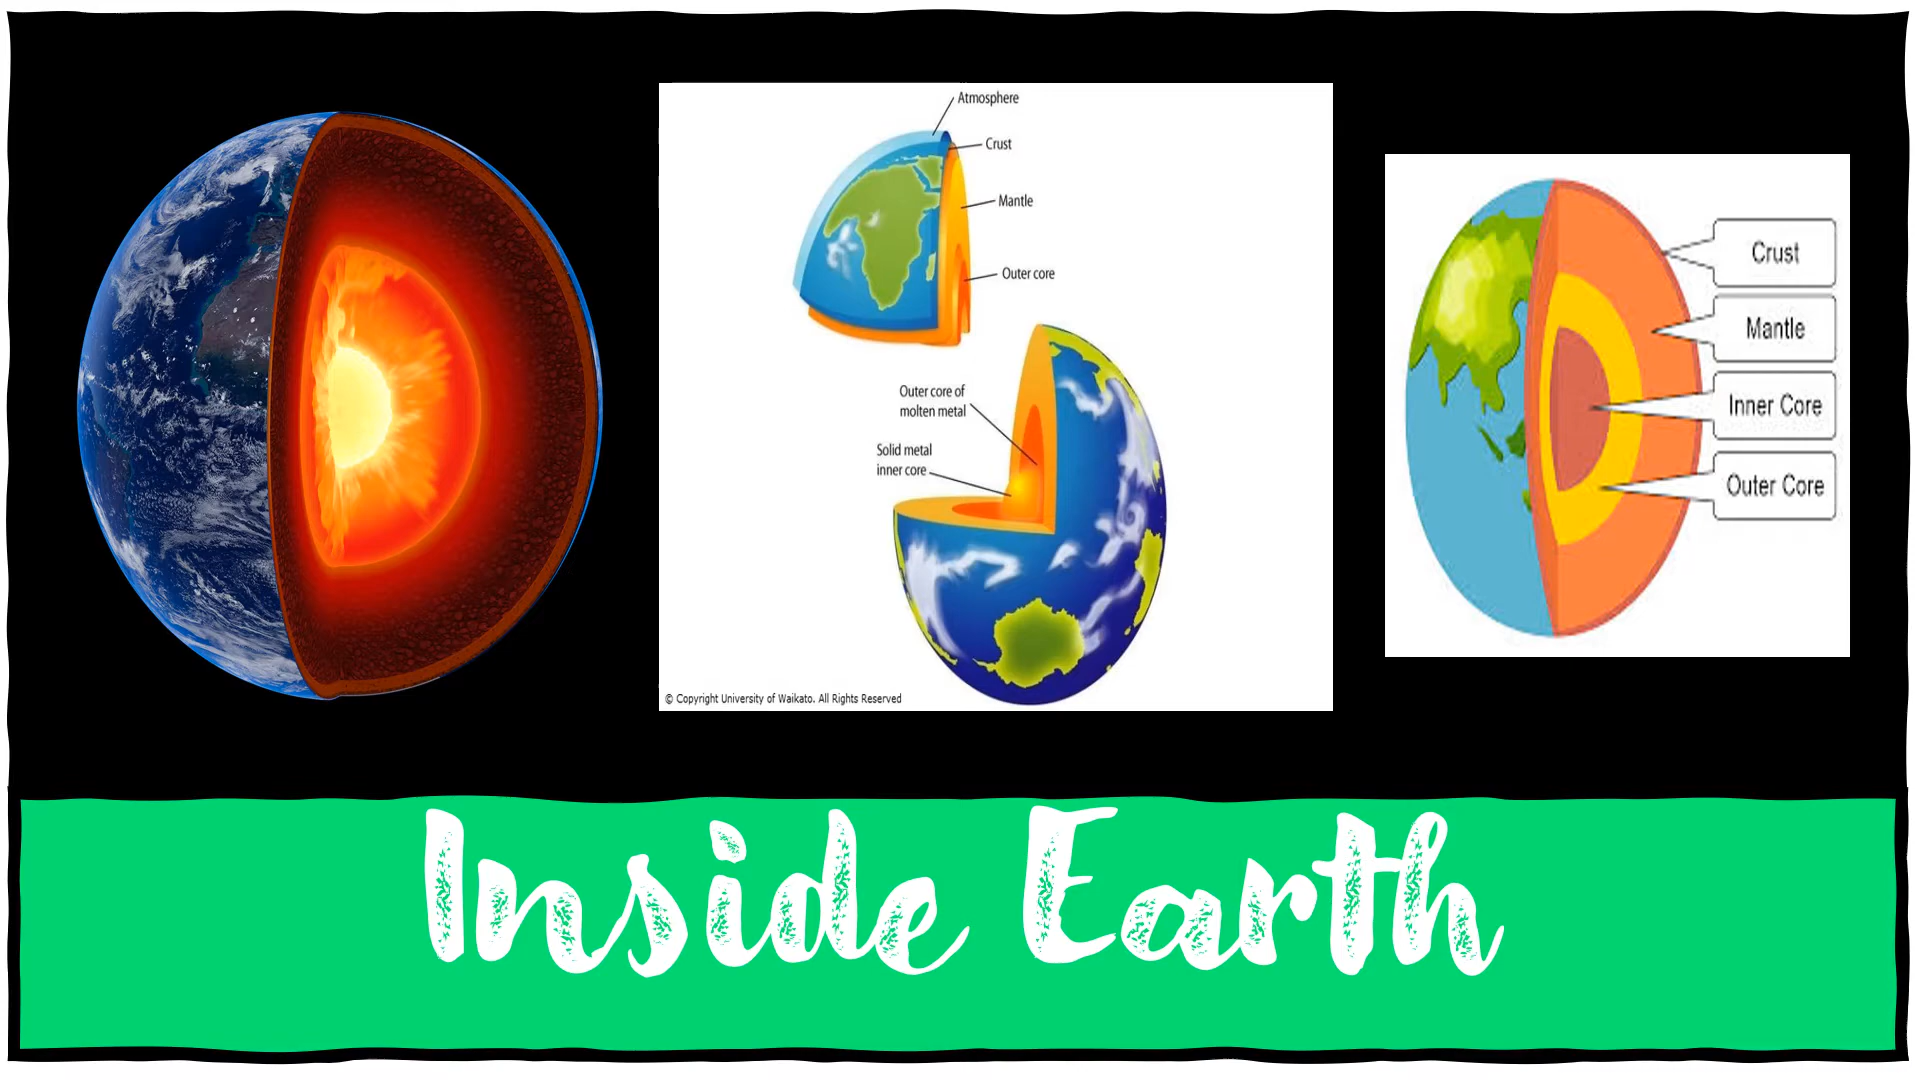 Atmosphere
Crust
Mantle
Outer core
Outer core of
molten metal
Solid metal
inner core
© Copyright University of Waikato. All Rights Reserved
Crust
Mantle
Inner Core
Outer Core
Inside Earth